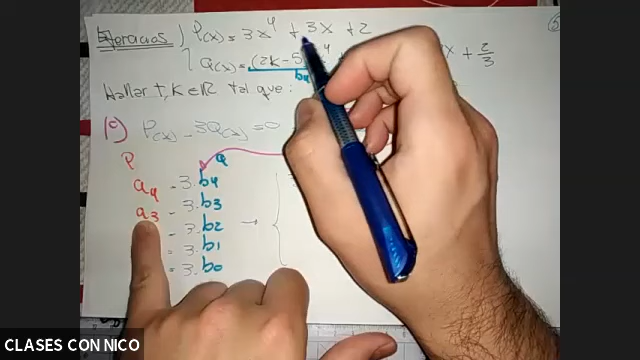 Ejercicios ) P(x) = 3x⁴ + 3x + 2
Q(x) = (2k-5) ⁴ x + 2/3
b4
Hallar t, k ∈ ℝ tal que:
c) P(x) - 3Q(x) = 0
P Q
a4 = 3.b4
a3 = 3.b3
= 3.b2 →
= 3.b1
= 3.b0
CLASES CON NICO